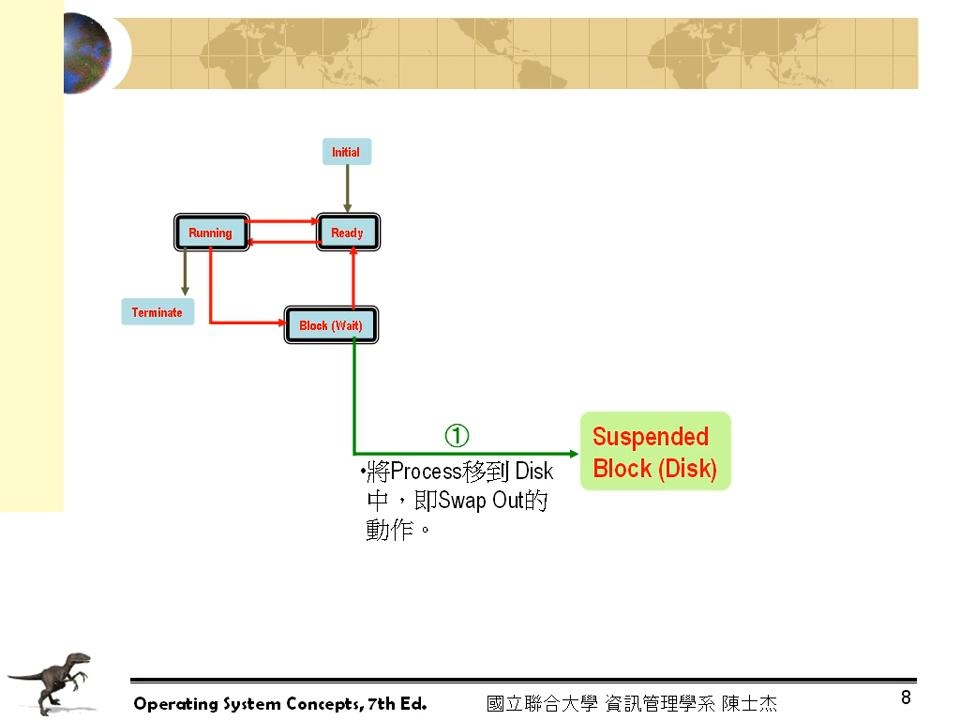 Initial
Running
Ready
Terminate
Block (Wait)
①
Suspended
Block (Disk)
•將Process移到 Disk
中，即Swap Out的
動作。
Operating System Concepts, 7th Ed.
國立聯合大學 資訊管理學系 陳士杰
8